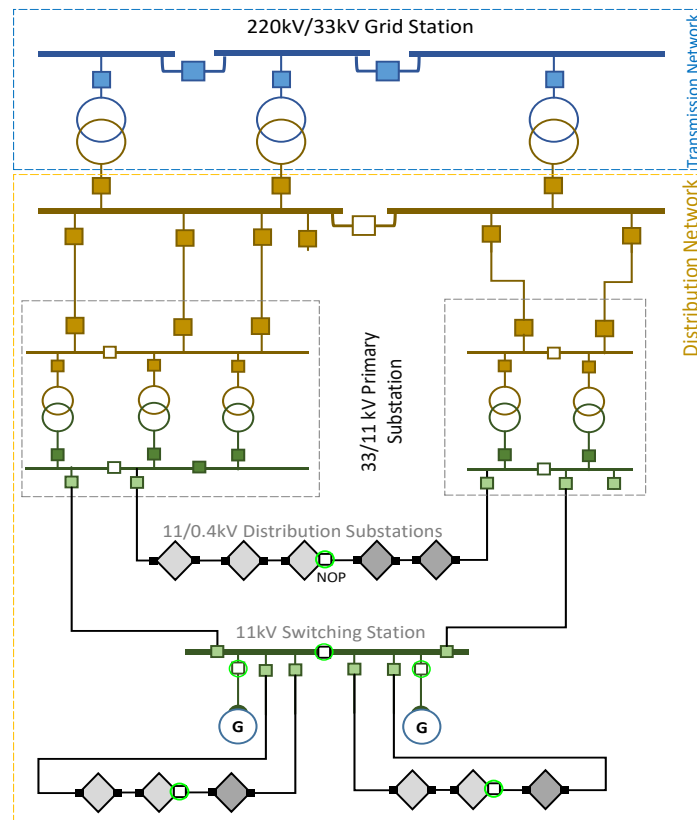 220kV/33kV Grid Station
Transmission Network
Distribution Network
33/11 kV Primary
Substation
11/0.4kV Distribution Substations
NOP
11kV Switching Station
G
G